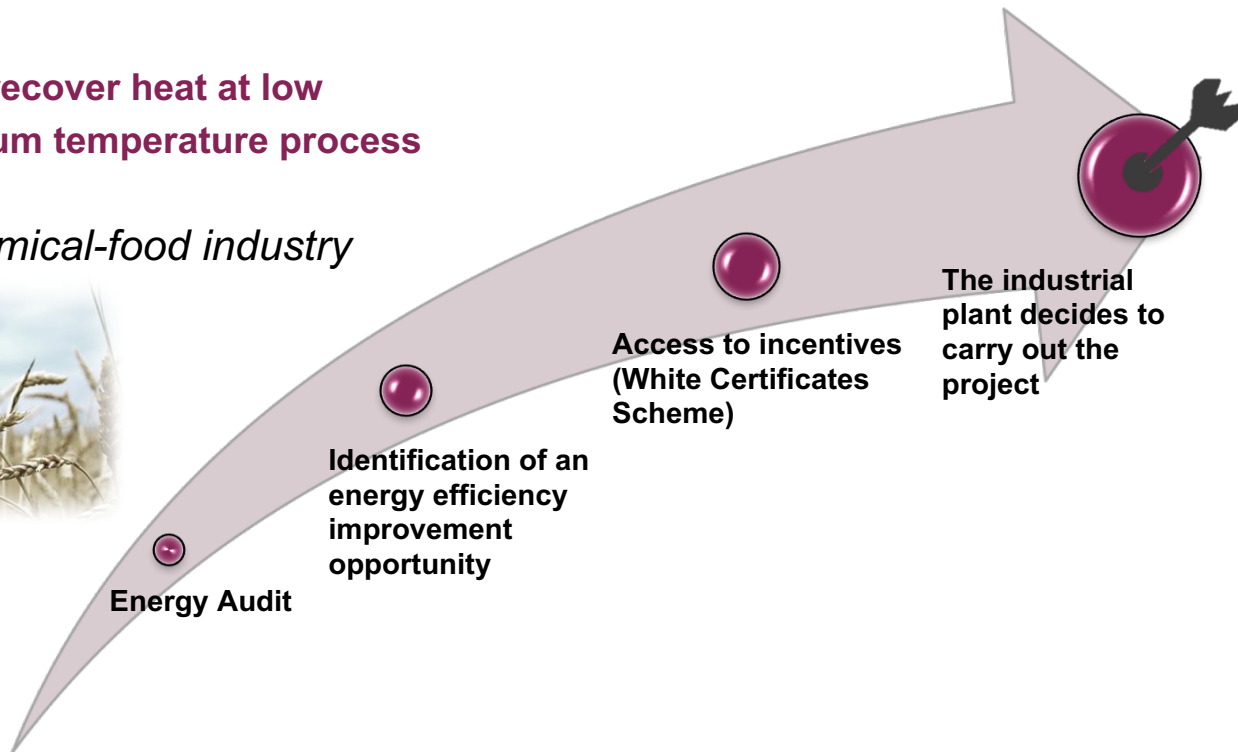 recover heat at low
um temperature process
mical-food industry
The industrial
plant decides to
carry out the
project
Access to incentives
(White Certificates
Scheme)
Identification of an
energy efficiency
improvement
opportunity
Energy Audit